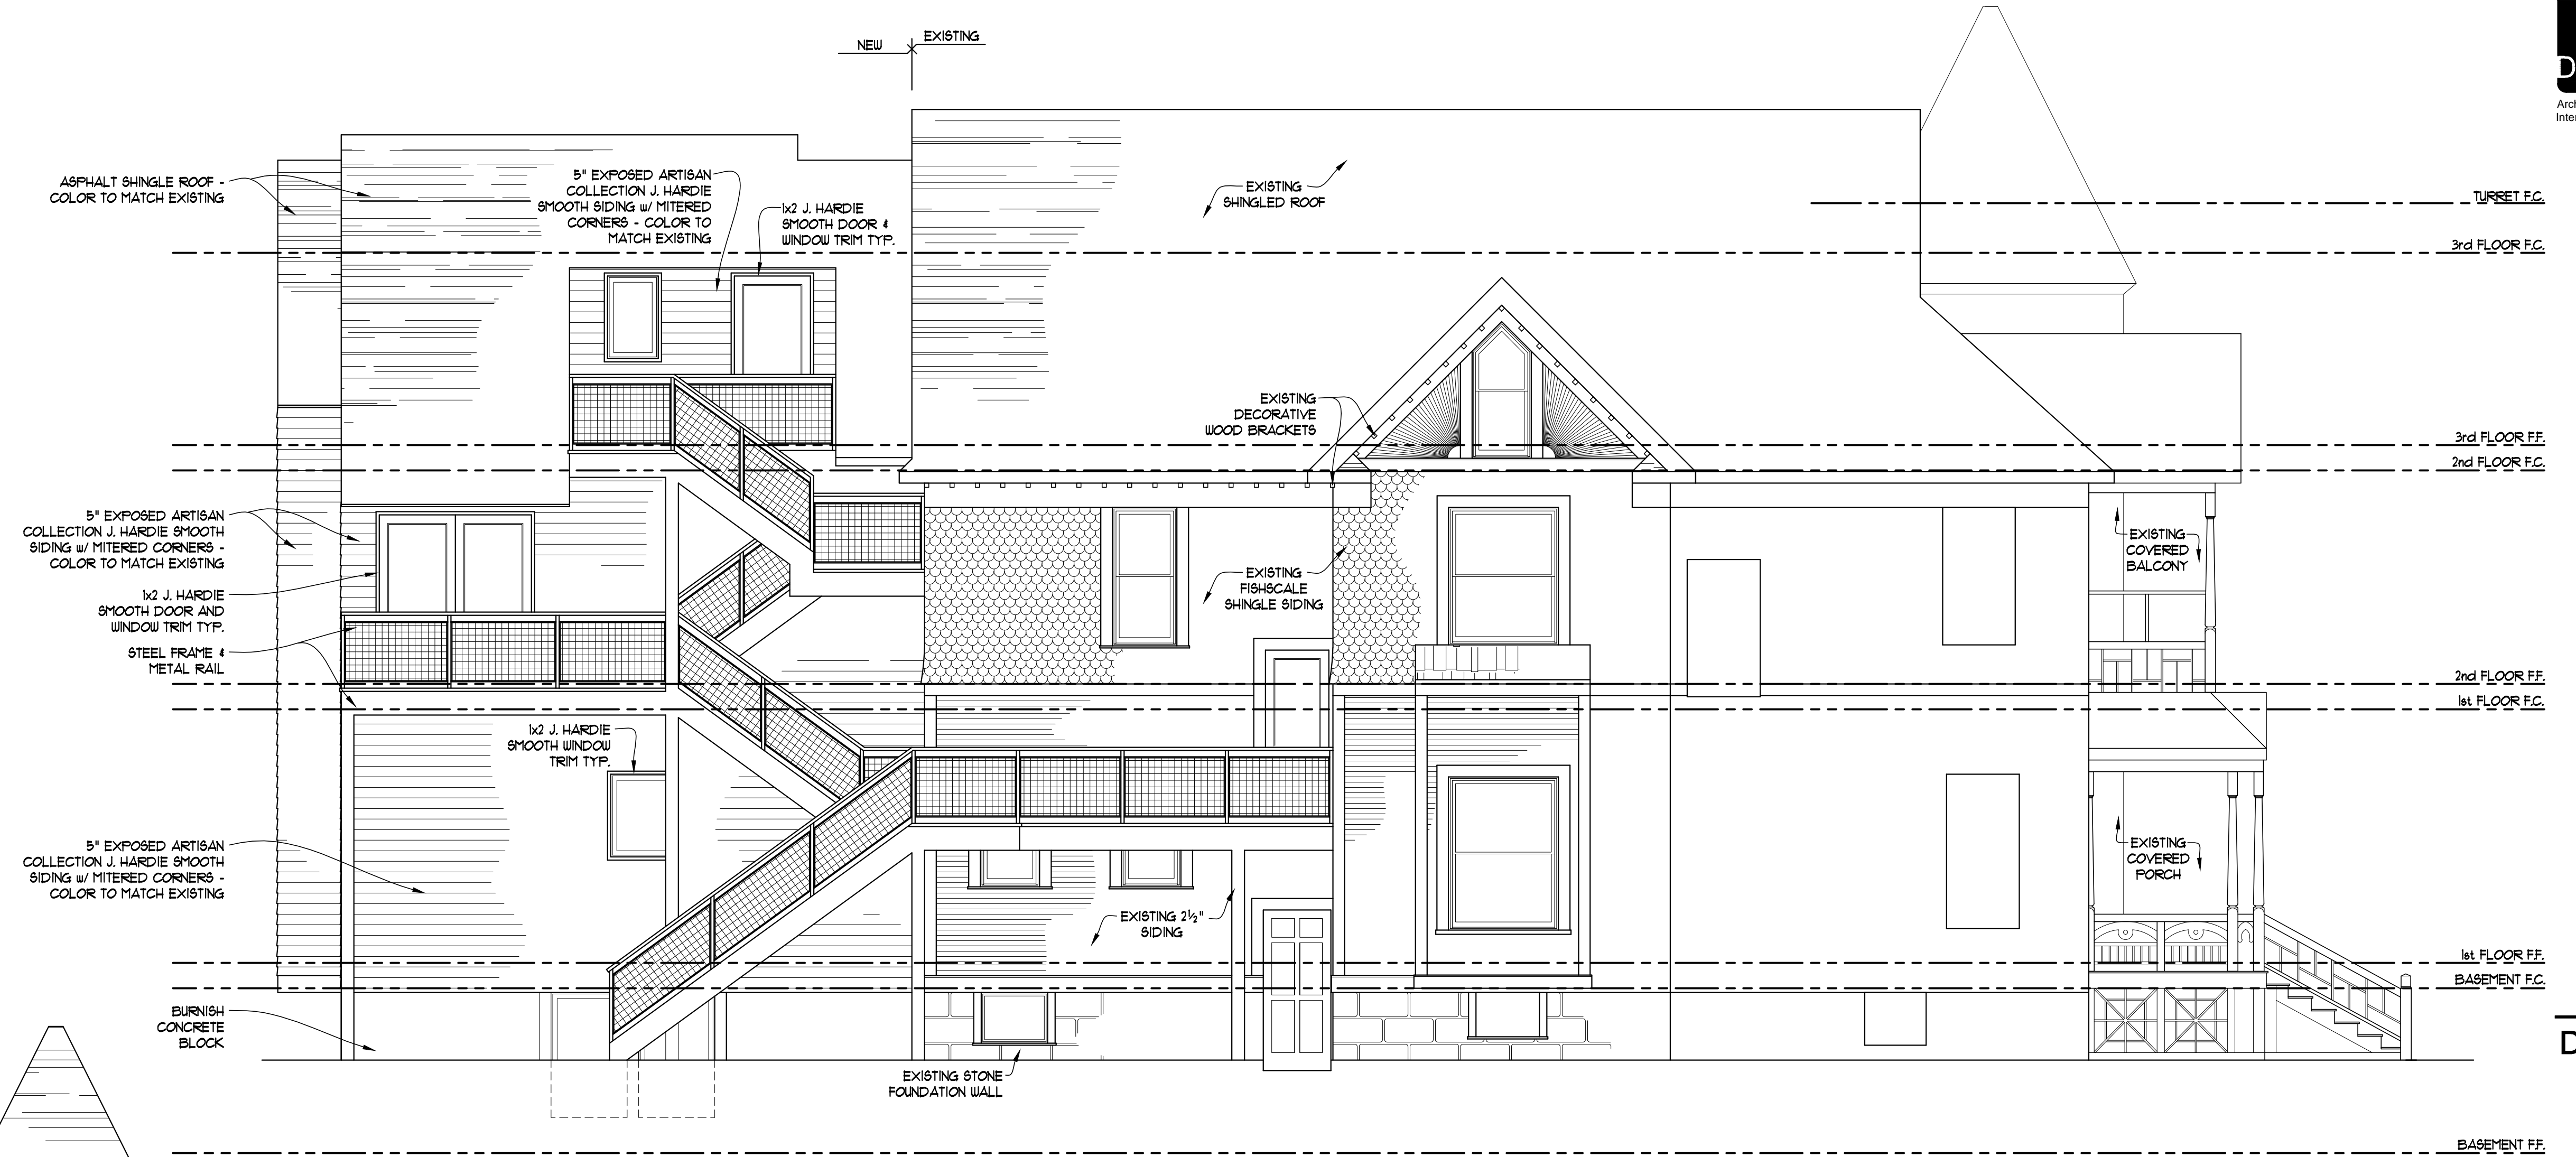 NEW
EXISTING
ASPHALT SHINGLE ROOF -
COLOR TO MATCH EXISTING
5" EXPOSED ARTISAN
COLLECTION J. HARDIE
SMOOTH SIDING w/ MITERED
CORNERS - COLOR TO
MATCH EXISTING
1x2 J. HARDIE
SMOOTH DOOR &
WINDOW TRIM TYP.
EXISTING
SHINGLED ROOF
TURRET F.C.
3rd FLOOR F.C.
EXISTING
DECORATIVE
WOOD BRACKETS
3rd FLOOR F.F.
2nd FLOOR F.C.
5" EXPOSED ARTISAN
COLLECTION J. HARDIE SMOOTH
SIDING w/ MITERED CORNERS -
COLOR TO MATCH EXISTING
1x2 J. HARDIE
SMOOTH DOOR AND
WINDOW TRIM TYP.
STEEL FRAME &
METAL RAIL
EXISTING
FISHSCALE
SHINGLE SIDING
EXISTING
COVERED
BALCONY
2nd FLOOR F.F.
1st FLOOR F.C.
1x2 J. HARDIE
SMOOTH WINDOW
TRIM TYP.
5" EXPOSED ARTISAN
COLLECTION J. HARDIE SMOOTH
SIDING w/ MITERED CORNERS -
COLOR TO MATCH EXISTING
EXISTING 2½"
SIDING
EXISTING
COVERED
PORCH
1st FLOOR F.F.
BASEMENT F.C.
BURNISH
CONCRETE
BLOCK
EXISTING STONE
FOUNDATION WALL
BASEMENT F.F.
D
Arch
Inter
D